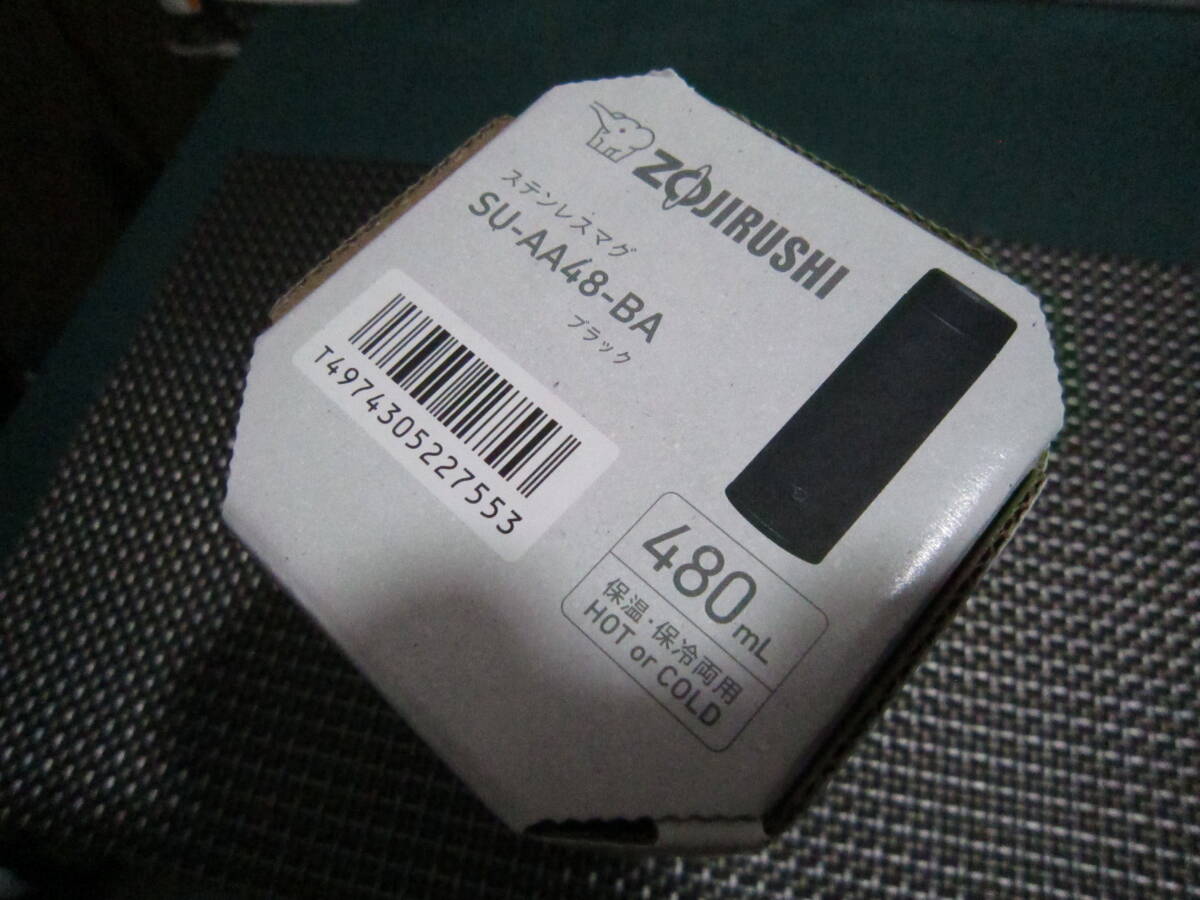 ZOJIRUSHI
ステンレスマグ
SU-AA48-BA
ブラック
T4974305227553
480mL
保温・保冷両用
HOT or COLD